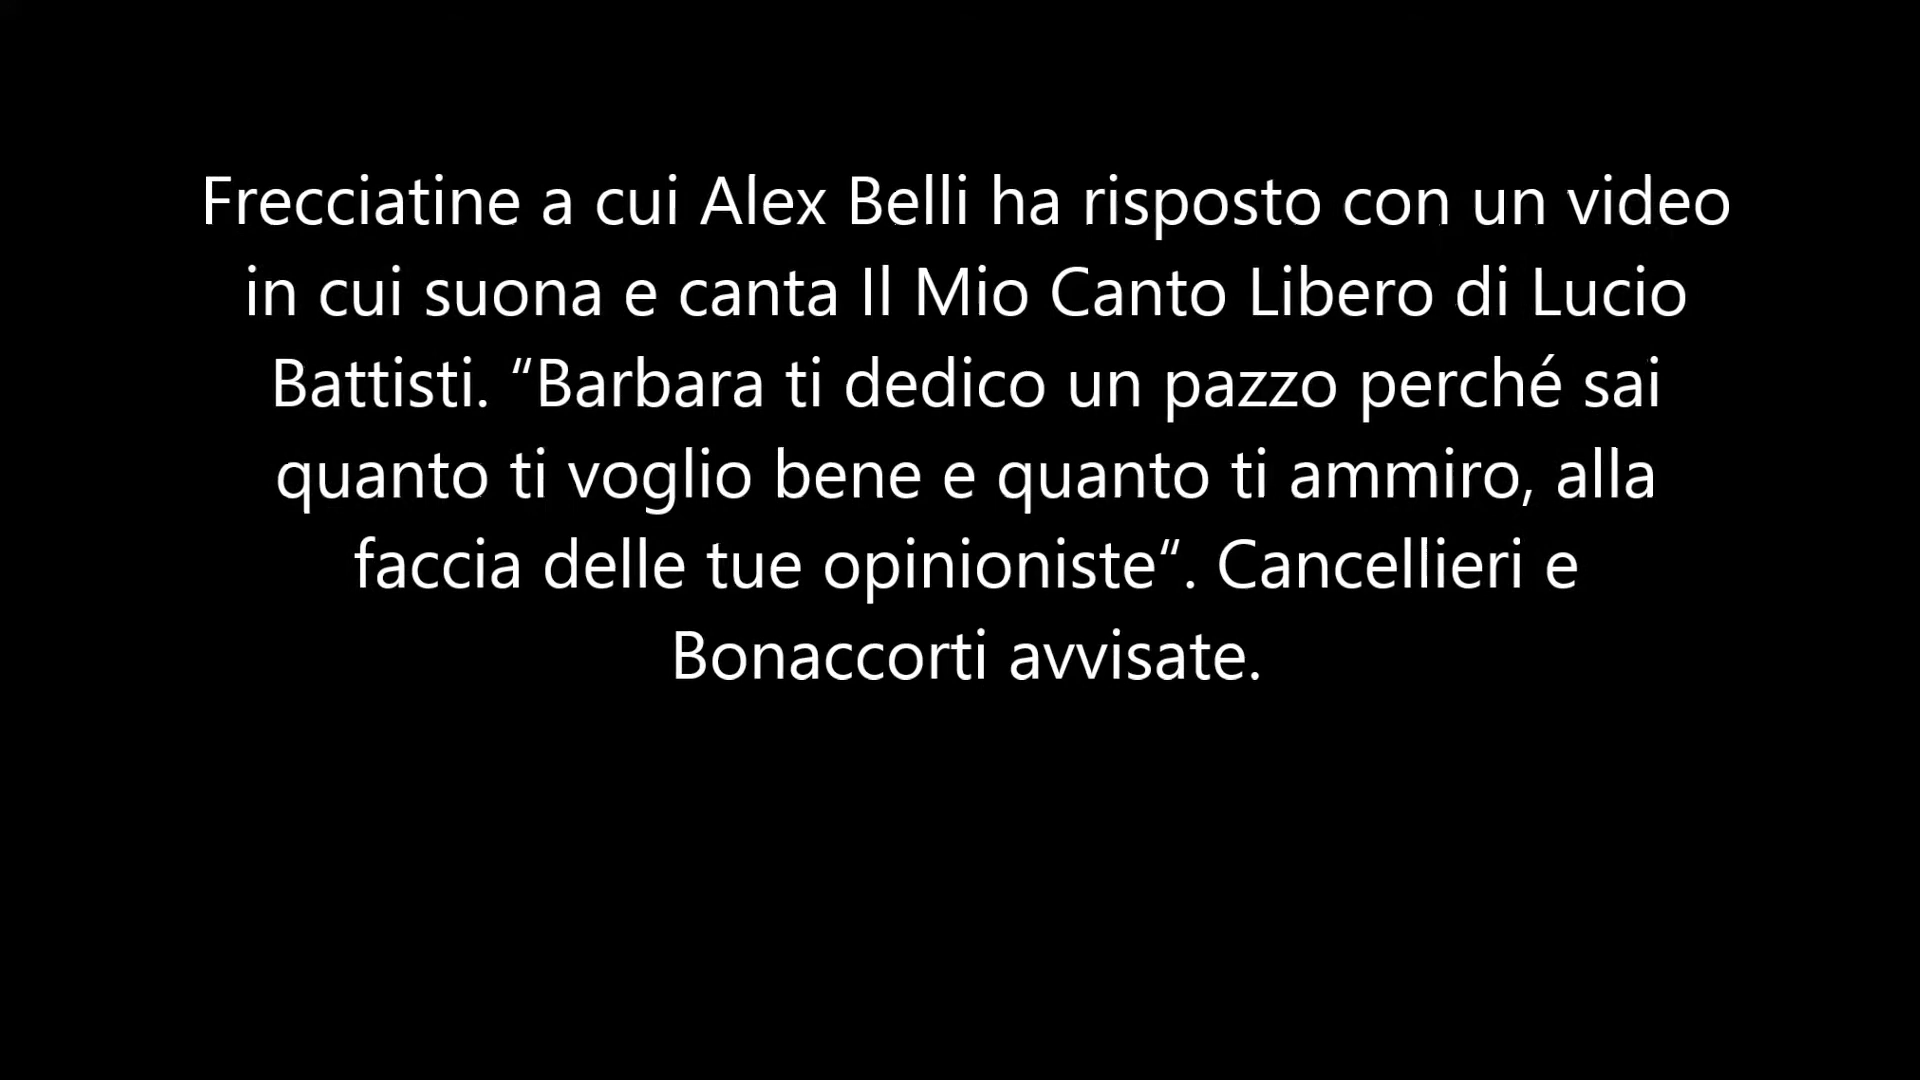 Frecciatine a cui Alex Belli ha risposto con un video
in cui suona e canta Il Mio Canto Libero di Lucio
Battisti. “Barbara ti dedico un pazzo perché sai
quanto ti voglio bene e quanto ti ammiro, alla
faccia delle tue opinioniste“. Cancellieri e
Bonaccorti avvisate.